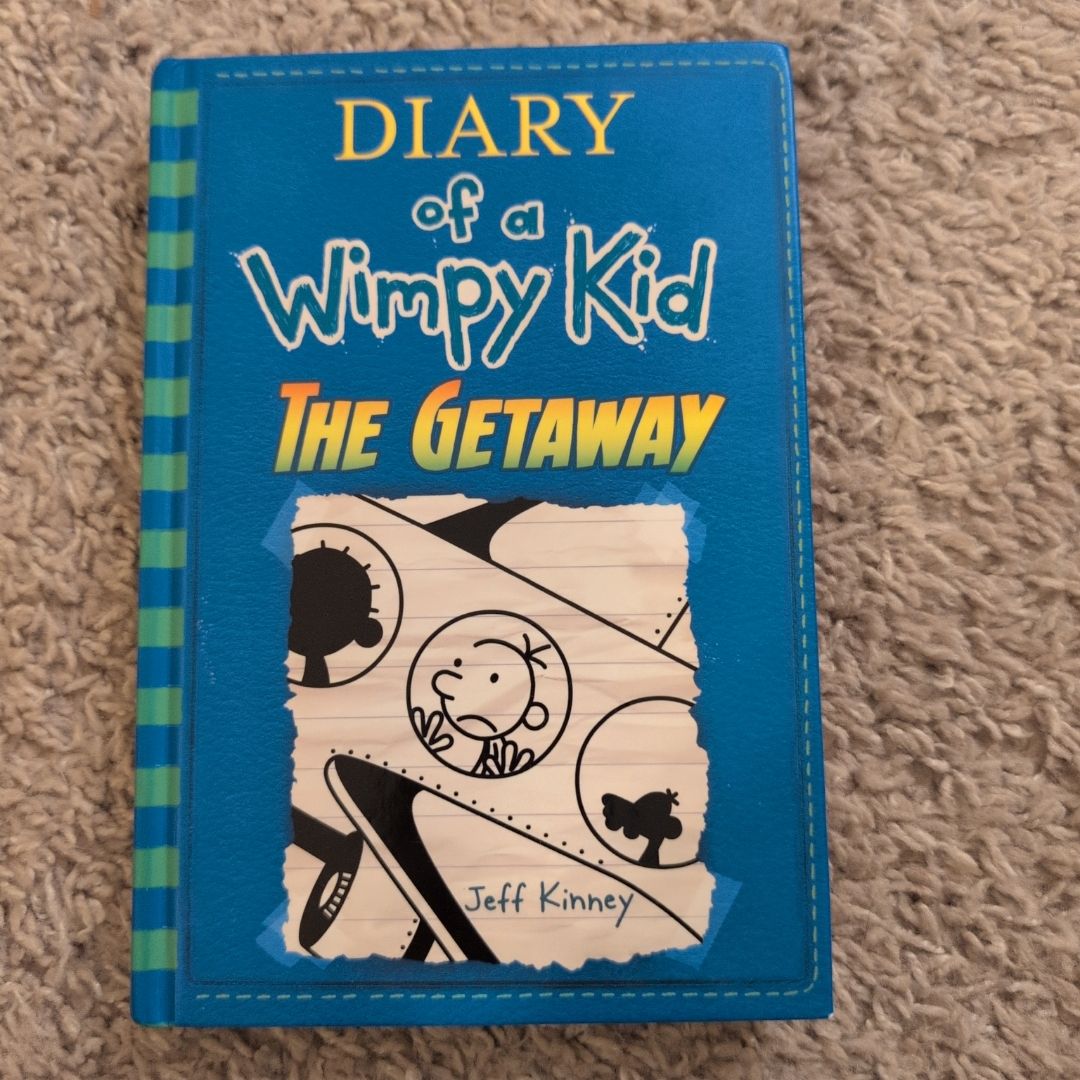 DIARY
of a
Wimpy Kid
THE GETAWAY
Jeff Kinney